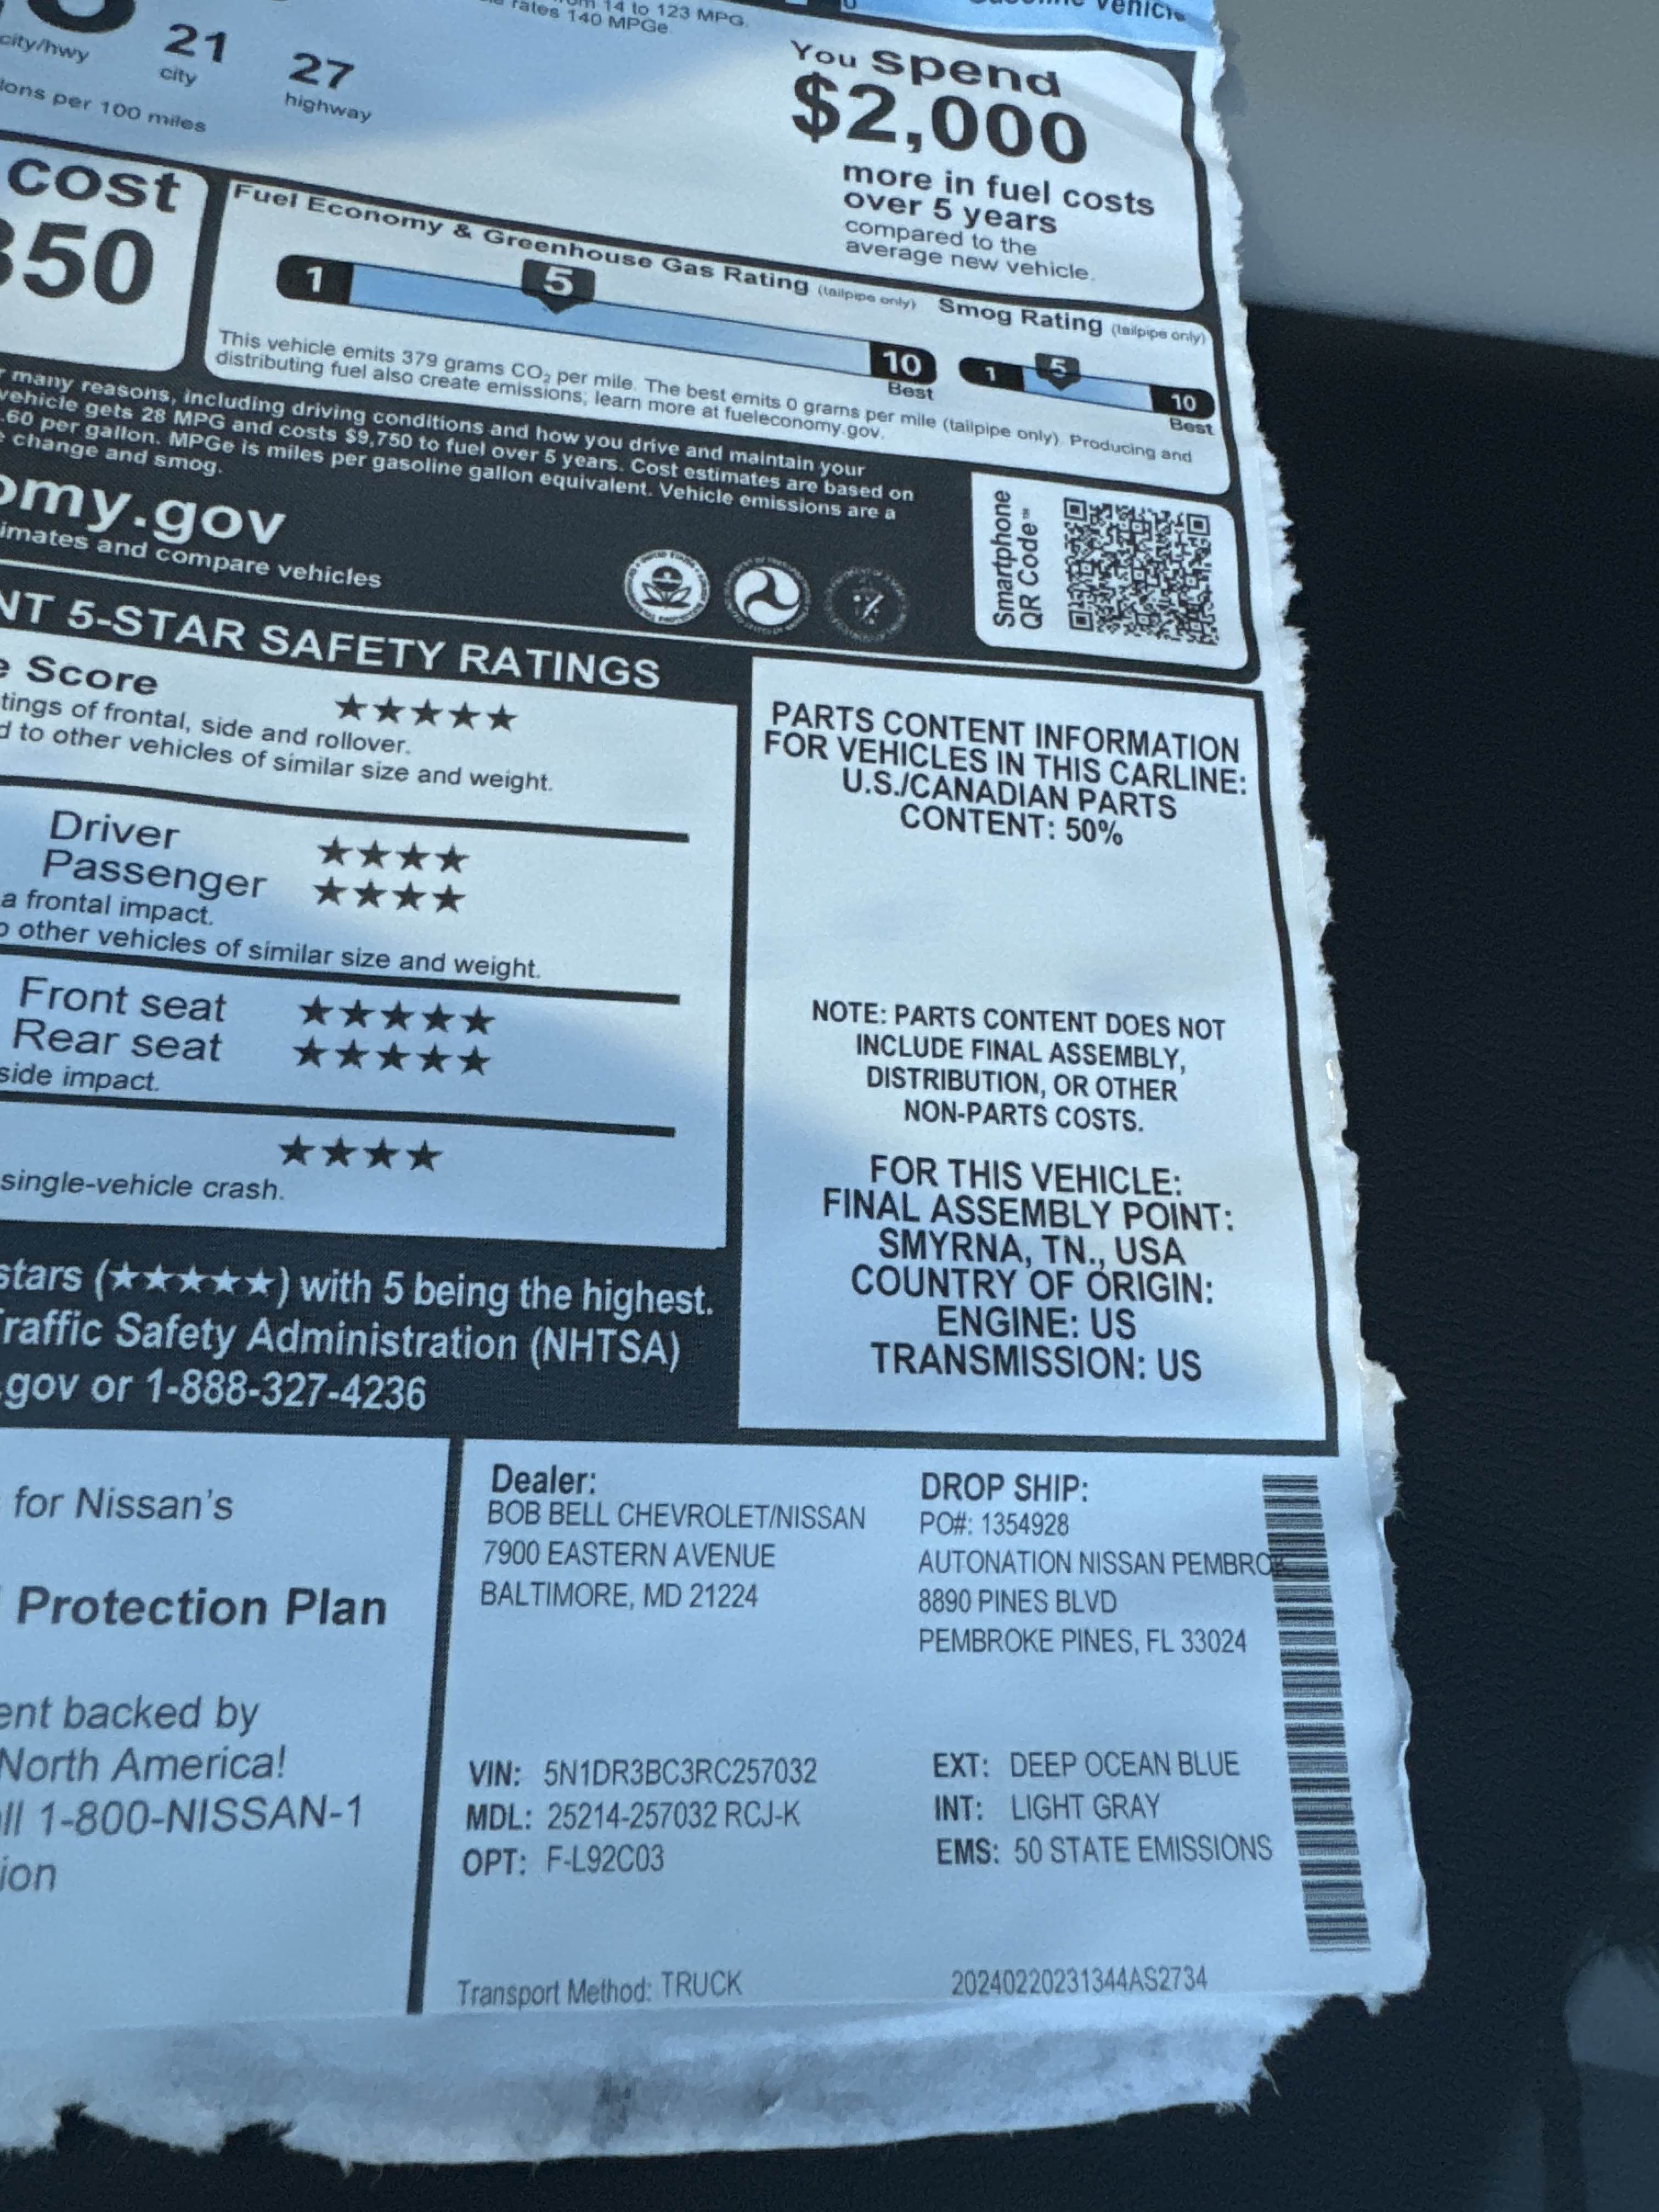 14 to 123 MPG.
rates 140 MPGe.
Vehicle
city/hwy
21
city
27
highway
per 100 miles
You Spend
$2,000
more in fuel costs
over 5 years
compared to the
average new vehicle.
cost
50
Fuel Economy & Greenhouse Gas Rating (tailpipe only)
Smog Rating (tailpipe only)
1
5
10
Best
1
5
10
Best
This vehicle emits 379 grams CO₂ per mile. The best emits 0 grams per mile (tailpipe only). Producing and
distributing fuel also create emissions; learn more at fueleconomy.gov.
many reasons, including driving conditions and how you drive and maintain your
vehicle gets 28 MPG and costs $9,750 to fuel over 5 years. Cost estimates are based on
.60 per gallon. MPGe is miles per gasoline gallon equivalent. Vehicle emissions are a
change and smog.
omy.gov
imates and compare vehicles
Smartphone
QR Code™
NT 5-STAR SAFETY RATINGS
Score
★★★★★
tings of frontal, side and rollover.
d to other vehicles of similar size and weight.
Driver ★★★★
Passenger ★★★★
a frontal impact.
o other vehicles of similar size and weight.
Front seat ★★★★★
Rear seat ★★★★★
side impact.
★★★★
single-vehicle crash.
stars (★★★★★) with 5 being the highest.
raffic Safety Administration (NHTSA)
.gov or 1-888-327-4236
PARTS CONTENT INFORMATION
FOR VEHICLES IN THIS CARLINE:
U.S./CANADIAN PARTS
CONTENT: 50%
NOTE: PARTS CONTENT DOES NOT
INCLUDE FINAL ASSEMBLY,
DISTRIBUTION, OR OTHER
NON-PARTS COSTS.
FOR THIS VEHICLE:
FINAL ASSEMBLY POINT:
SMYRNA, TN., USA
COUNTRY OF ORIGIN:
ENGINE: US
TRANSMISSION: US
for Nissan's
Protection Plan
ent backed by
North America!
ll 1-800-NISSAN-1
ion
Dealer:
BOB BELL CHEVROLET/NISSAN
7900 EASTERN AVENUE
BALTIMORE, MD 21224
DROP SHIP:
PO#: 1354928
AUTONATION NISSAN PEMBROK
8890 PINES BLVD
PEMBROKE PINES, FL 33024
VIN: 5N1DR3BC3RC257032
MDL: 25214-257032 RCJ-K
OPT: F-L92C03
EXT: DEEP OCEAN BLUE
INT: LIGHT GRAY
EMS: 50 STATE EMISSIONS
Transport Method: TRUCK
20240220231344AS2734